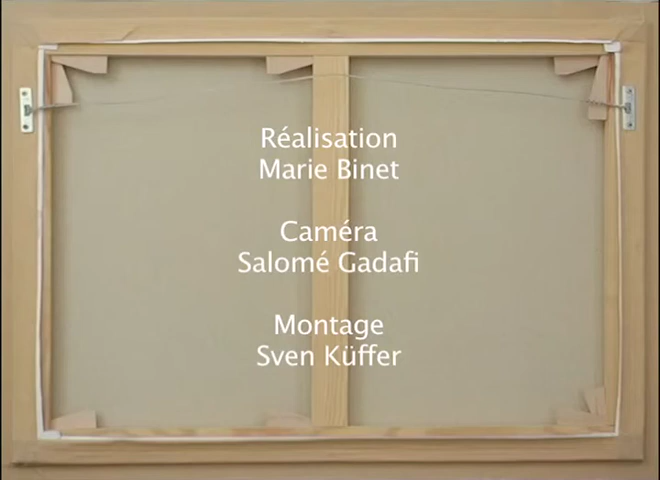 Réalisation
Marie Binet
Caméra
Salomé Gadafi
Montage
Sven Küffer